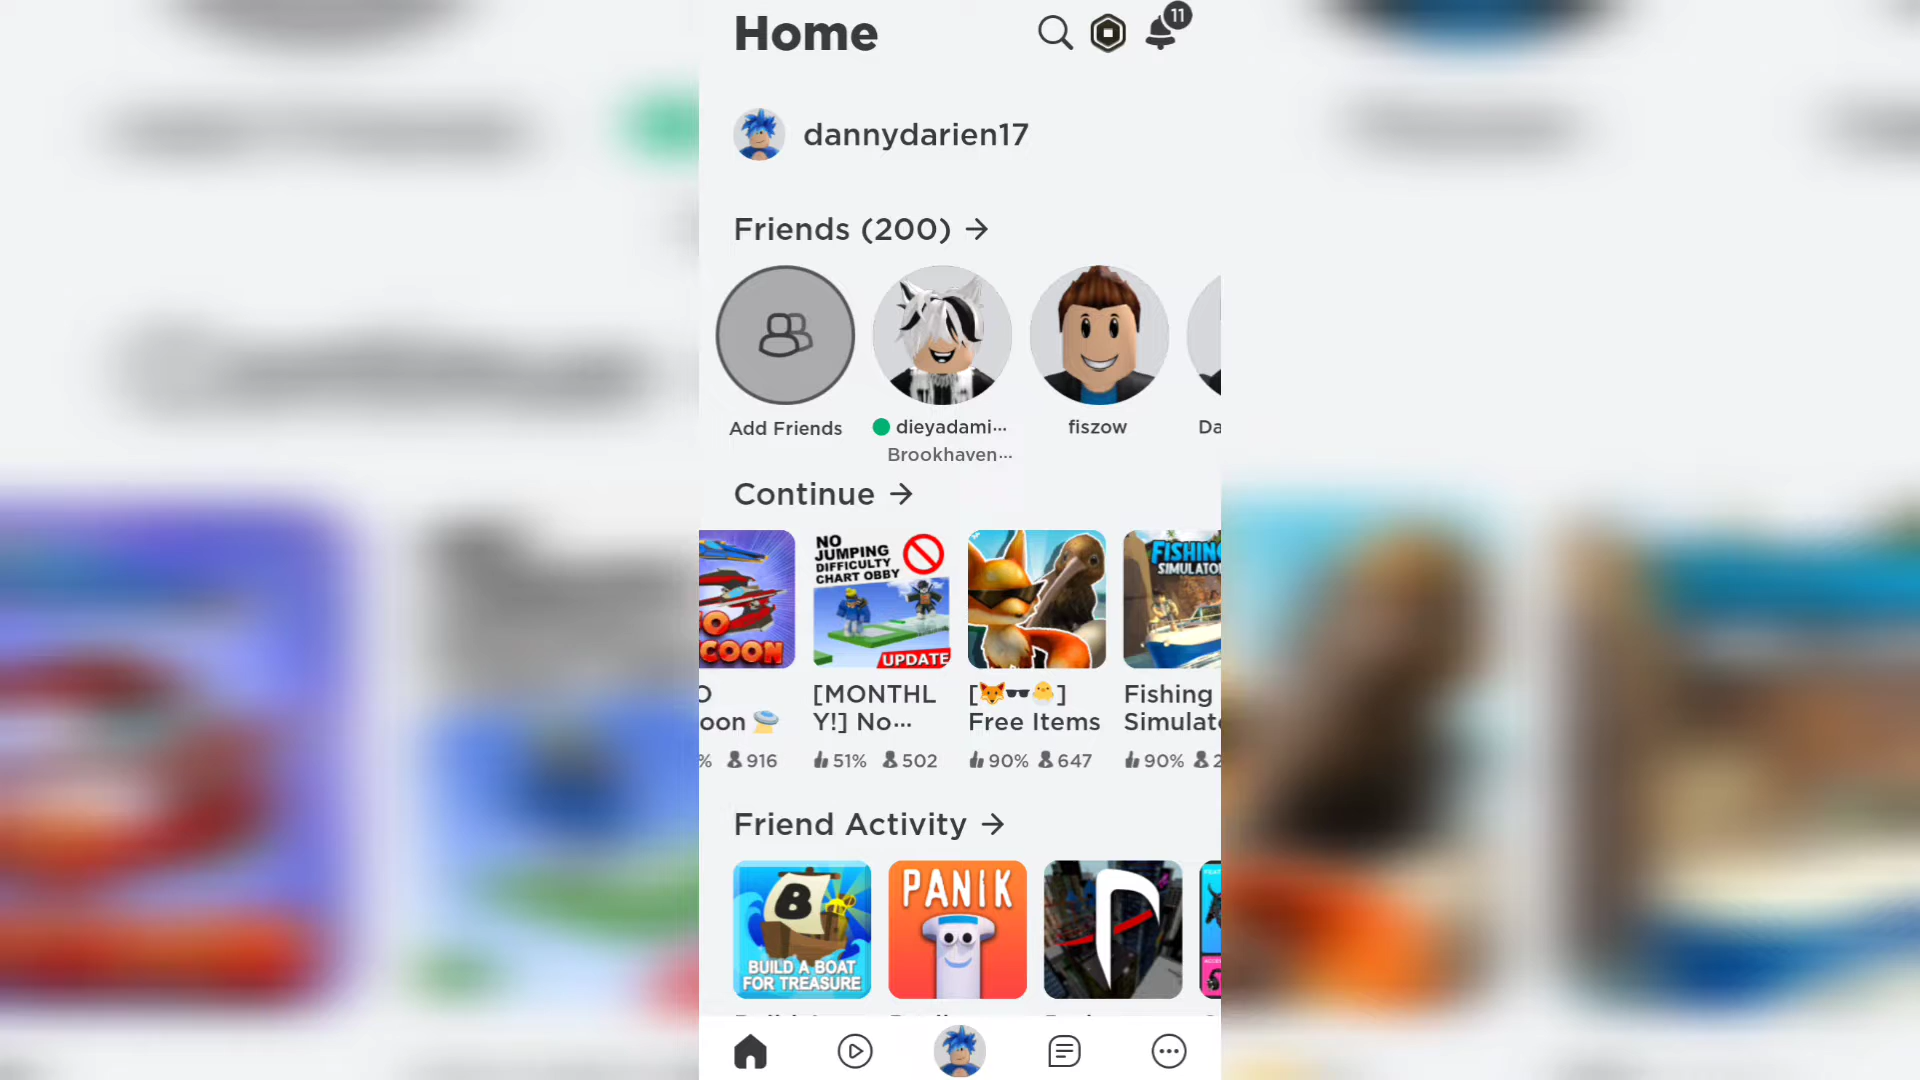 Home
11
dannydarien17
Friends (200) →
Add Friends
dieyadami...
Brookhaven...
fiszow
Da
Continue →
COON
NO
JUMPING
DIFFICULTY
CHART OBBY
UPDATE
FISHING
SIMULATO
O
oon
[MONTHL
Y!] No...
[🦊🕶️🐥]
Free Items
Fishing
Simulat
% 916
51% 502
90% 647
90% 2
Friend Activity →
B
BUILD A BOAT
FOR TREASURE
PANIK